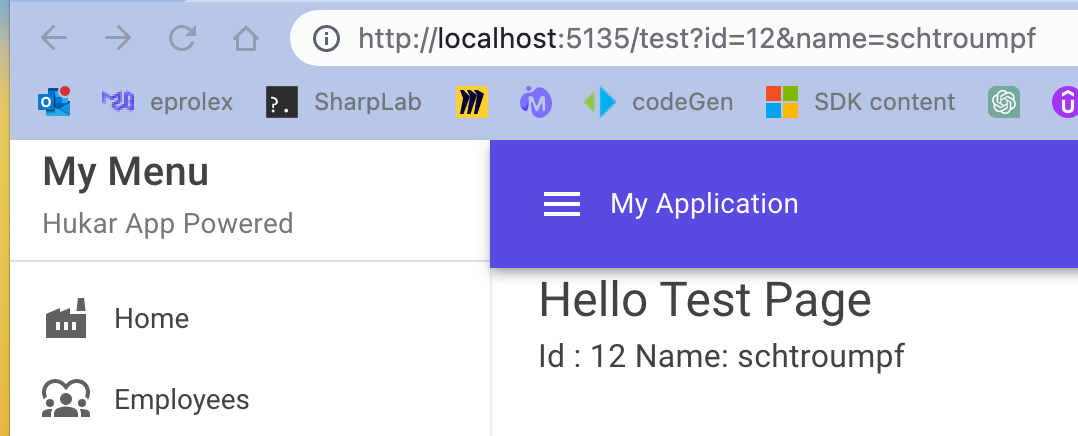 http://localhost:5135/test?id=12&name=schtroumpf
eprolex ?. SharpLab M codeGen SDK content
My Menu
Hukar App Powered
My Application
Home
Employees
Hello Test Page
Id : 12 Name: schtroumpf